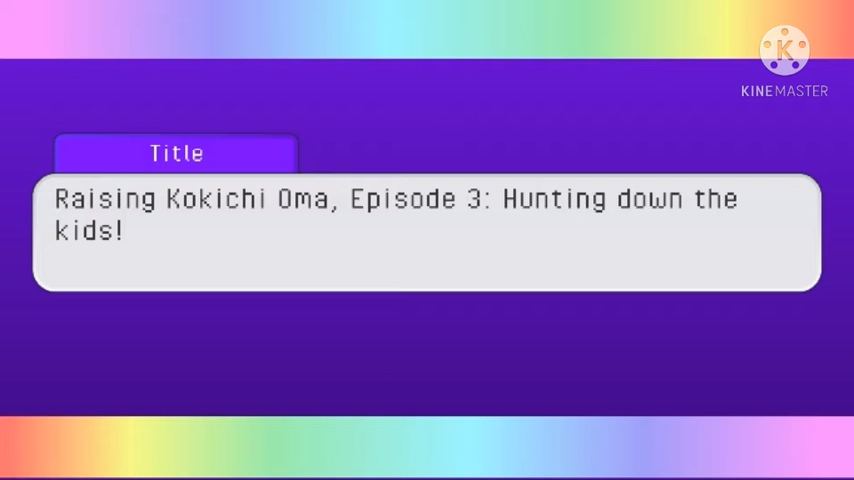 K
KINEMASTER
Title
Raising Kokichi Oma, Episode 3: Hunting down the
kids!